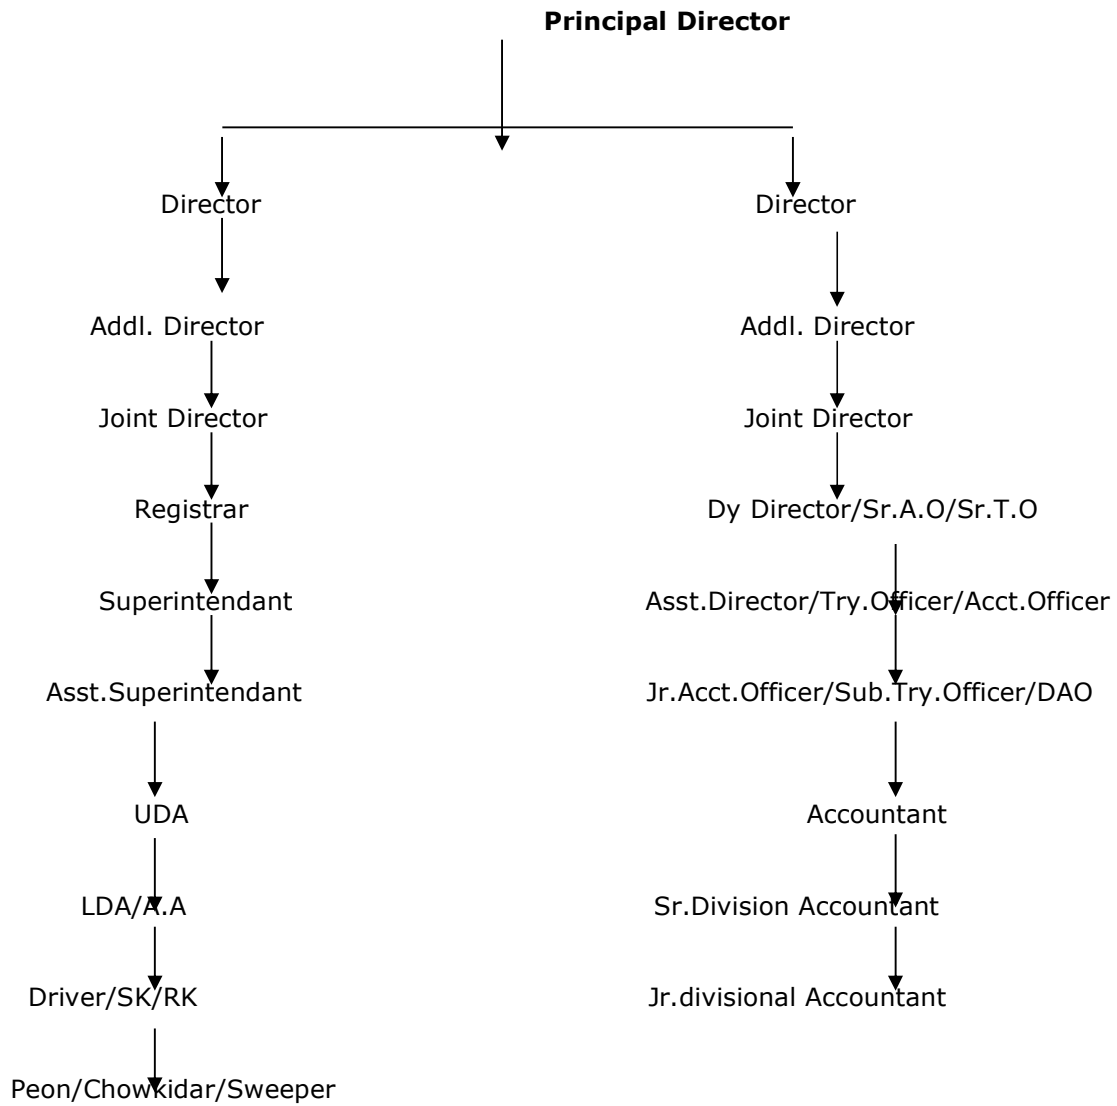 Principal Director
Director Director
Addl. Director Addl. Director
Joint Director Joint Director
Registrar Dy Director/Sr.A.O/Sr.T.O
Superintendant Asst.Director/Try.Officer/Acct.Officer
Asst.Superintendant Jr.Acct.Officer/Sub.Try.Officer/DAO
UDA Accountant
LDA/A.A Sr.Division Accountant
Driver/SK/RK Jr.divisional Accountant
Peon/Chowkidar/Sweeper